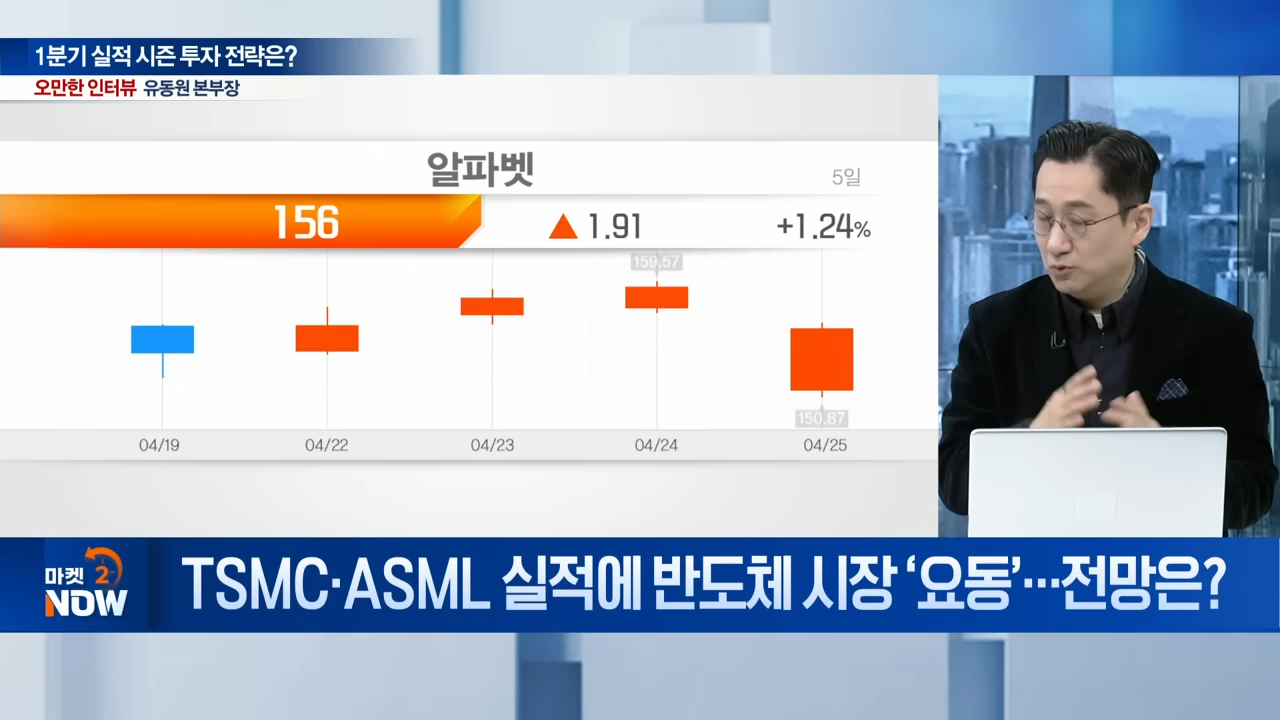 1분기 실적 시즌 투자 전략은?
오만한 인터뷰 유동원 본부장
알파벳
5일
156 ▲ 1.91 +1.24%
159.57
150.87
04/19 04/22 04/23 04/24 04/25
마켓 2
NOW
TSMC·ASML 실적에 반도체 시장 ‘요동’…전망은?